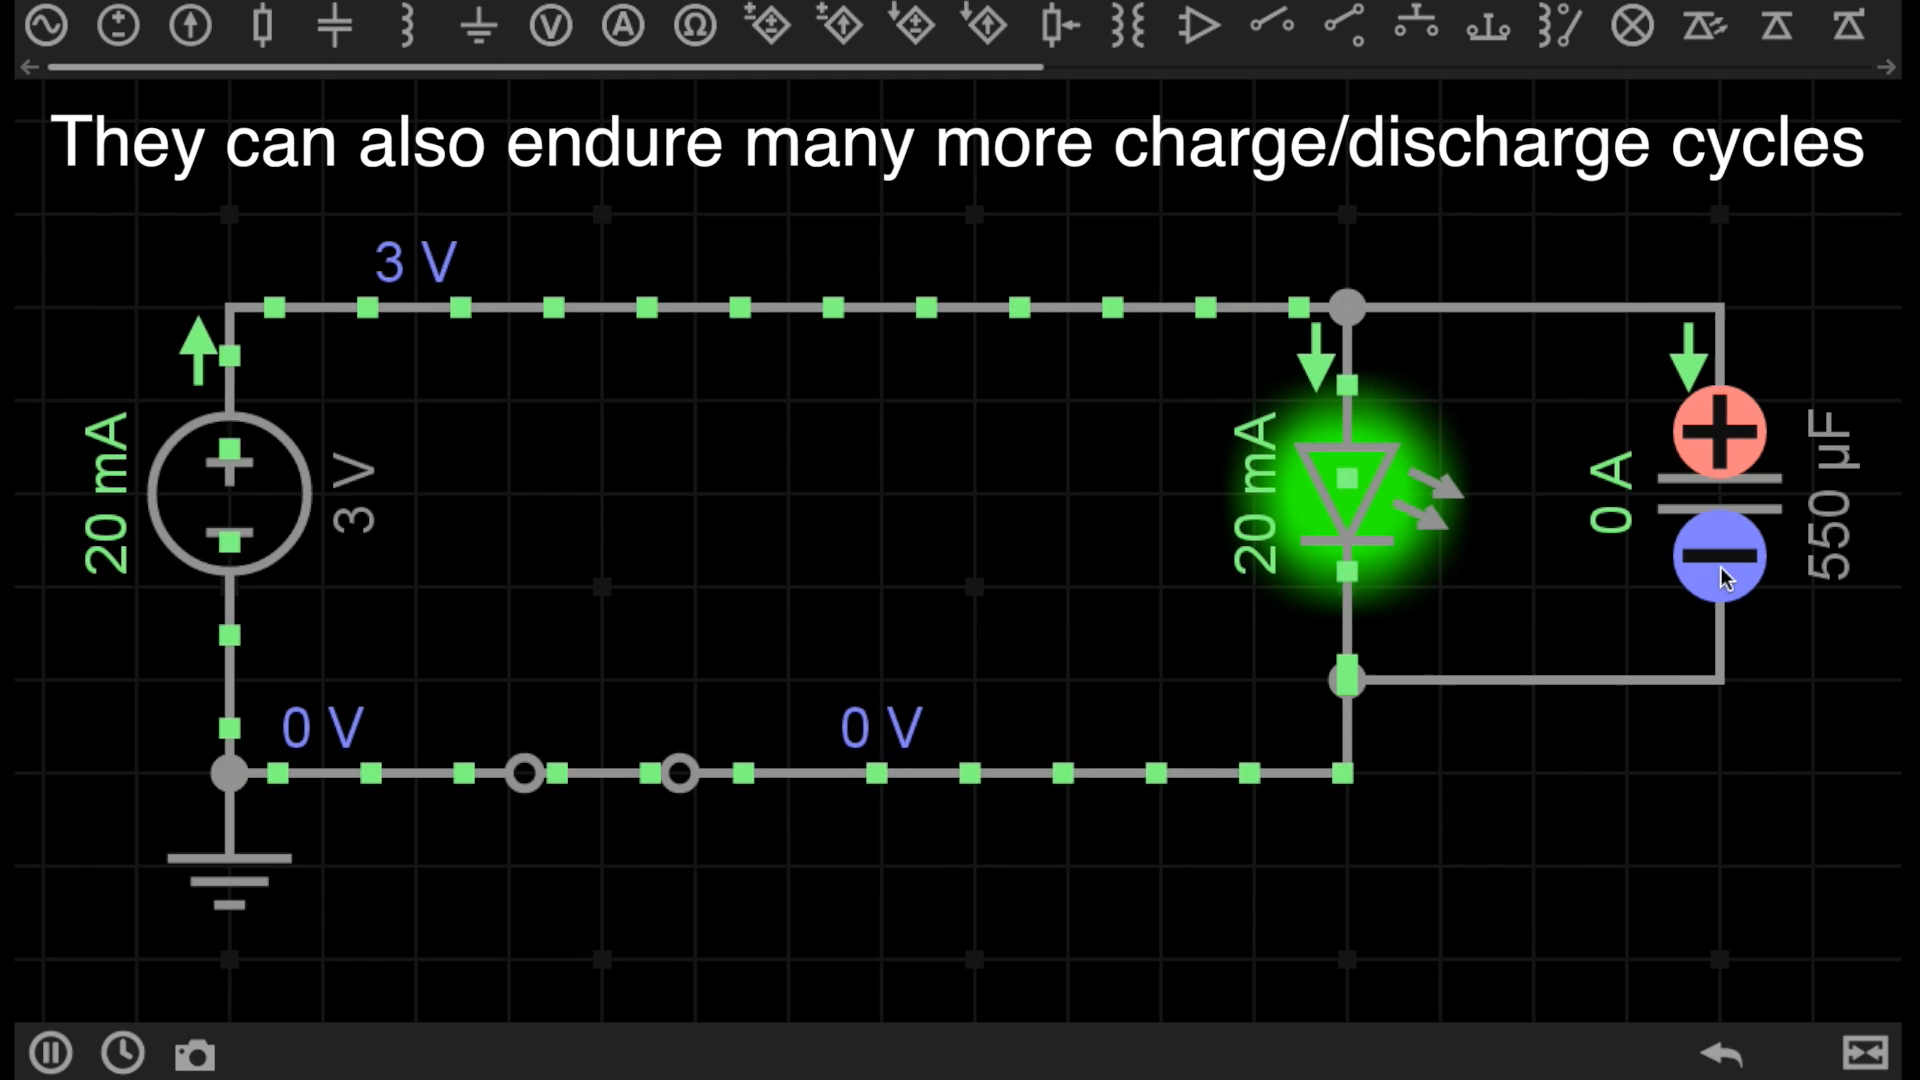 They can also endure many more charge/discharge cycles
3 V
20 mA
3 V
20 mA
0 A
550 µF
0 V
0 V